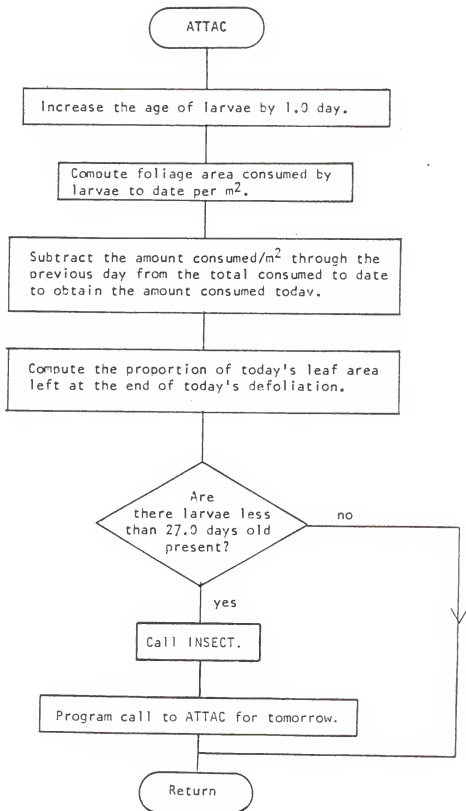 ATTAC
Increase the age of larvae by 1.0 day.
Compute foliage area consumed by
larvae to date per m2.
Subtract the amount consumed/m2 through the
previous day from the total consumed to date
to obtain the amount consumed today.
Compute the proportion of today's leaf area
left at the end of today's defoliation.
Are
there larvae less
than 27.0 days old
present?
no
yes
Call INSECT.
Program call to ATTAC for tomorrow.
Return